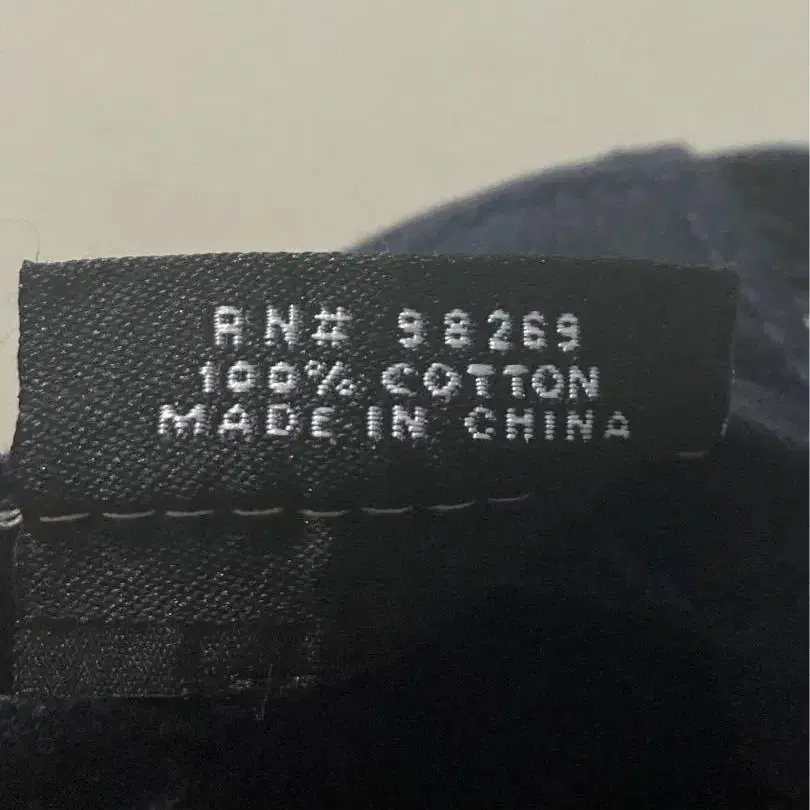 RN# 98269
100% COTTON
MADE IN CHINA